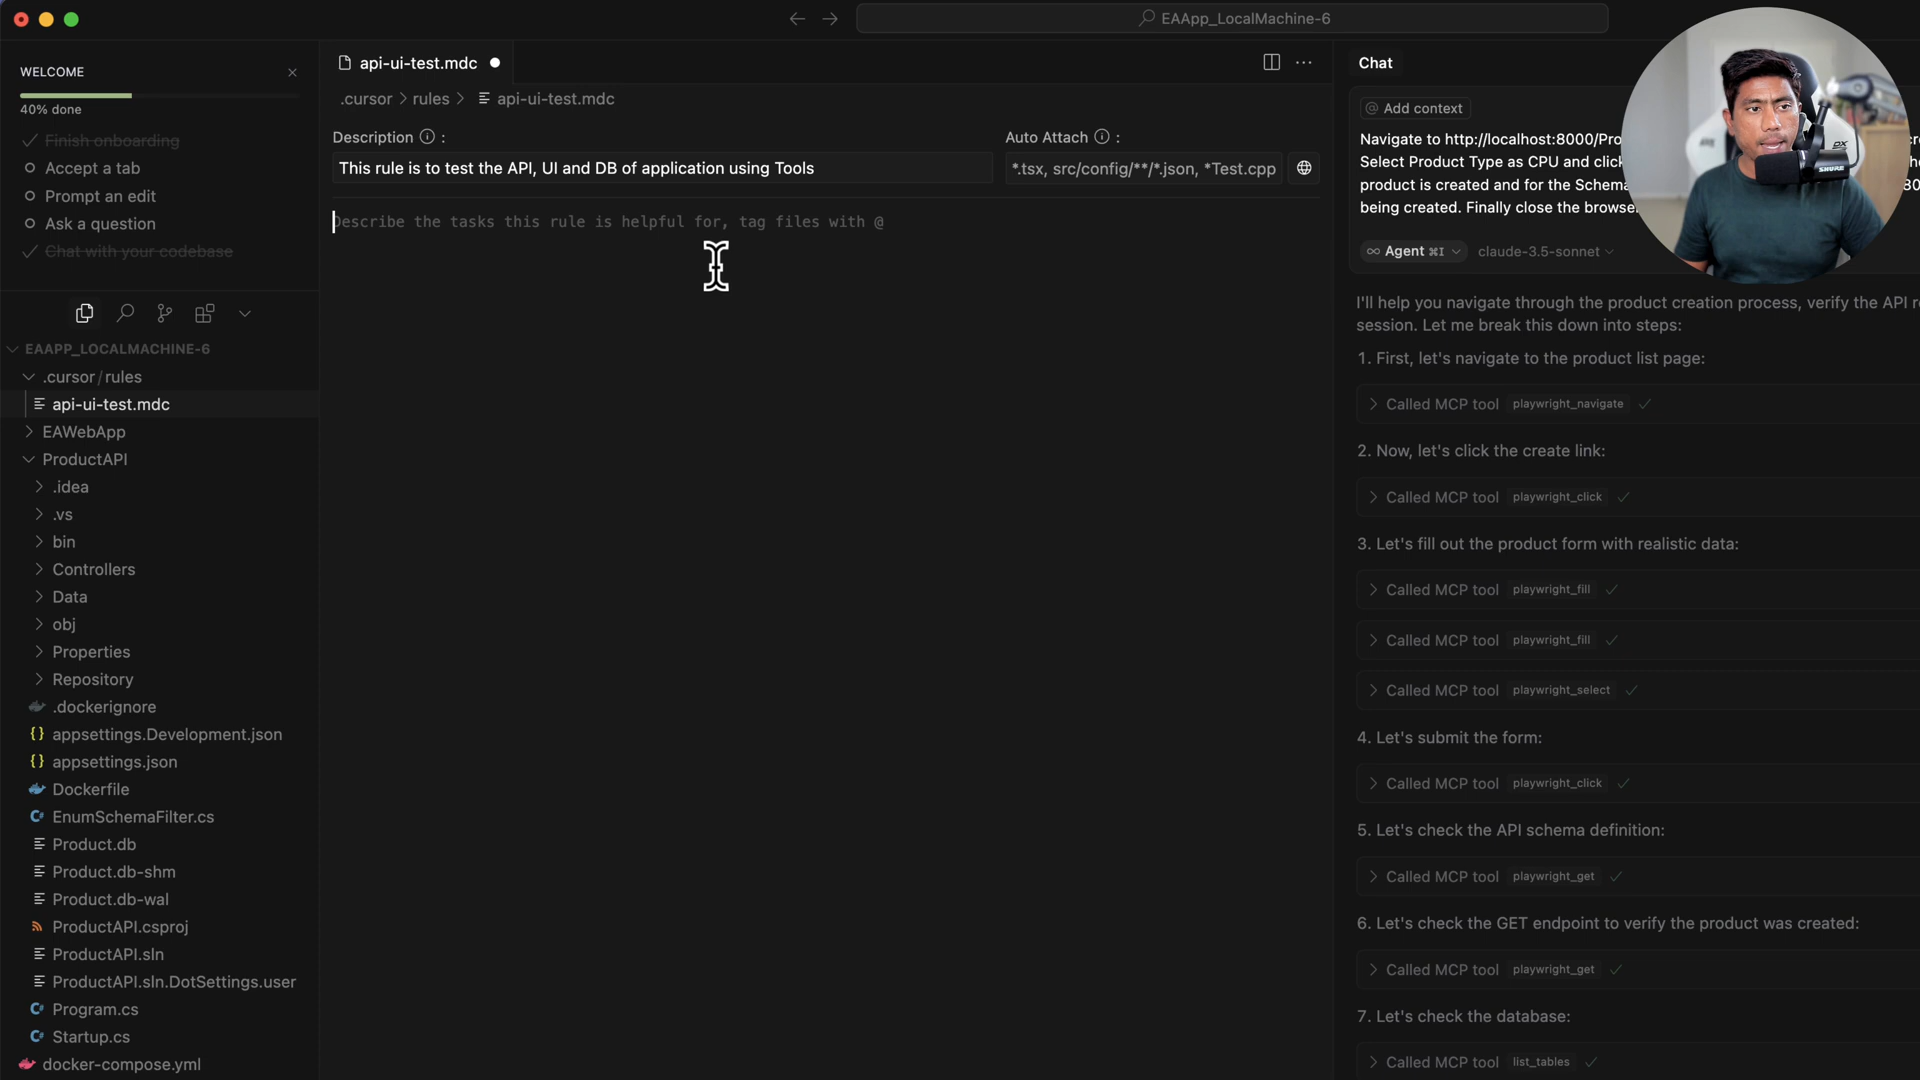 EAApp_LocalMachine-6
WELCOME
40% done
Finish onboarding
Accept a tab
Prompt an edit
Ask a question
Chat with your codebase
EAAPP_LOCALMACHINE-6
.cursor/rules
api-ui-test.mdc
EAWebApp
ProductAPI
.idea
.vs
bin
Controllers
Data
obj
Properties
Repository
.dockerignore
appsettings.Development.json
appsettings.json
Dockerfile
EnumSchemaFilter.cs
Product.db
Product.db-shm
Product.db-wal
ProductAPI.csproj
ProductAPI.sln
ProductAPI.sln.DotSettings.user
Program.cs
Startup.cs
docker-compose.yml
api-ui-test.mdc
.cursor > rules > api-ui-test.mdc
Description :
This rule is to test the API, UI and DB of application using Tools
Auto Attach :
*.tsx, src/config/**/*.json, *Test.cpp
Describe the tasks this rule is helpful for, tag files with @
Chat
@ Add context
Navigate to http://localhost:8000/Pro
Select Product Type as CPU and click
product is created and for the Schema
being created. Finally close the browse
Agent ⌘I claude-3.5-sonnet
I'll help you navigate through the product creation process, verify the API
session. Let me break this down into steps:
1. First, let's navigate to the product list page:
Called MCP tool playwright_navigate
2. Now, let's click the create link:
Called MCP tool playwright_click
3. Let's fill out the product form with realistic data:
Called MCP tool playwright_fill
Called MCP tool playwright_fill
Called MCP tool playwright_select
4. Let's submit the form:
Called MCP tool playwright_click
5. Let's check the API schema definition:
Called MCP tool playwright_get
6. Let's check the GET endpoint to verify the product was created:
Called MCP tool playwright_get
7. Let's check the database:
Called MCP tool list_tables
SHURE
DX